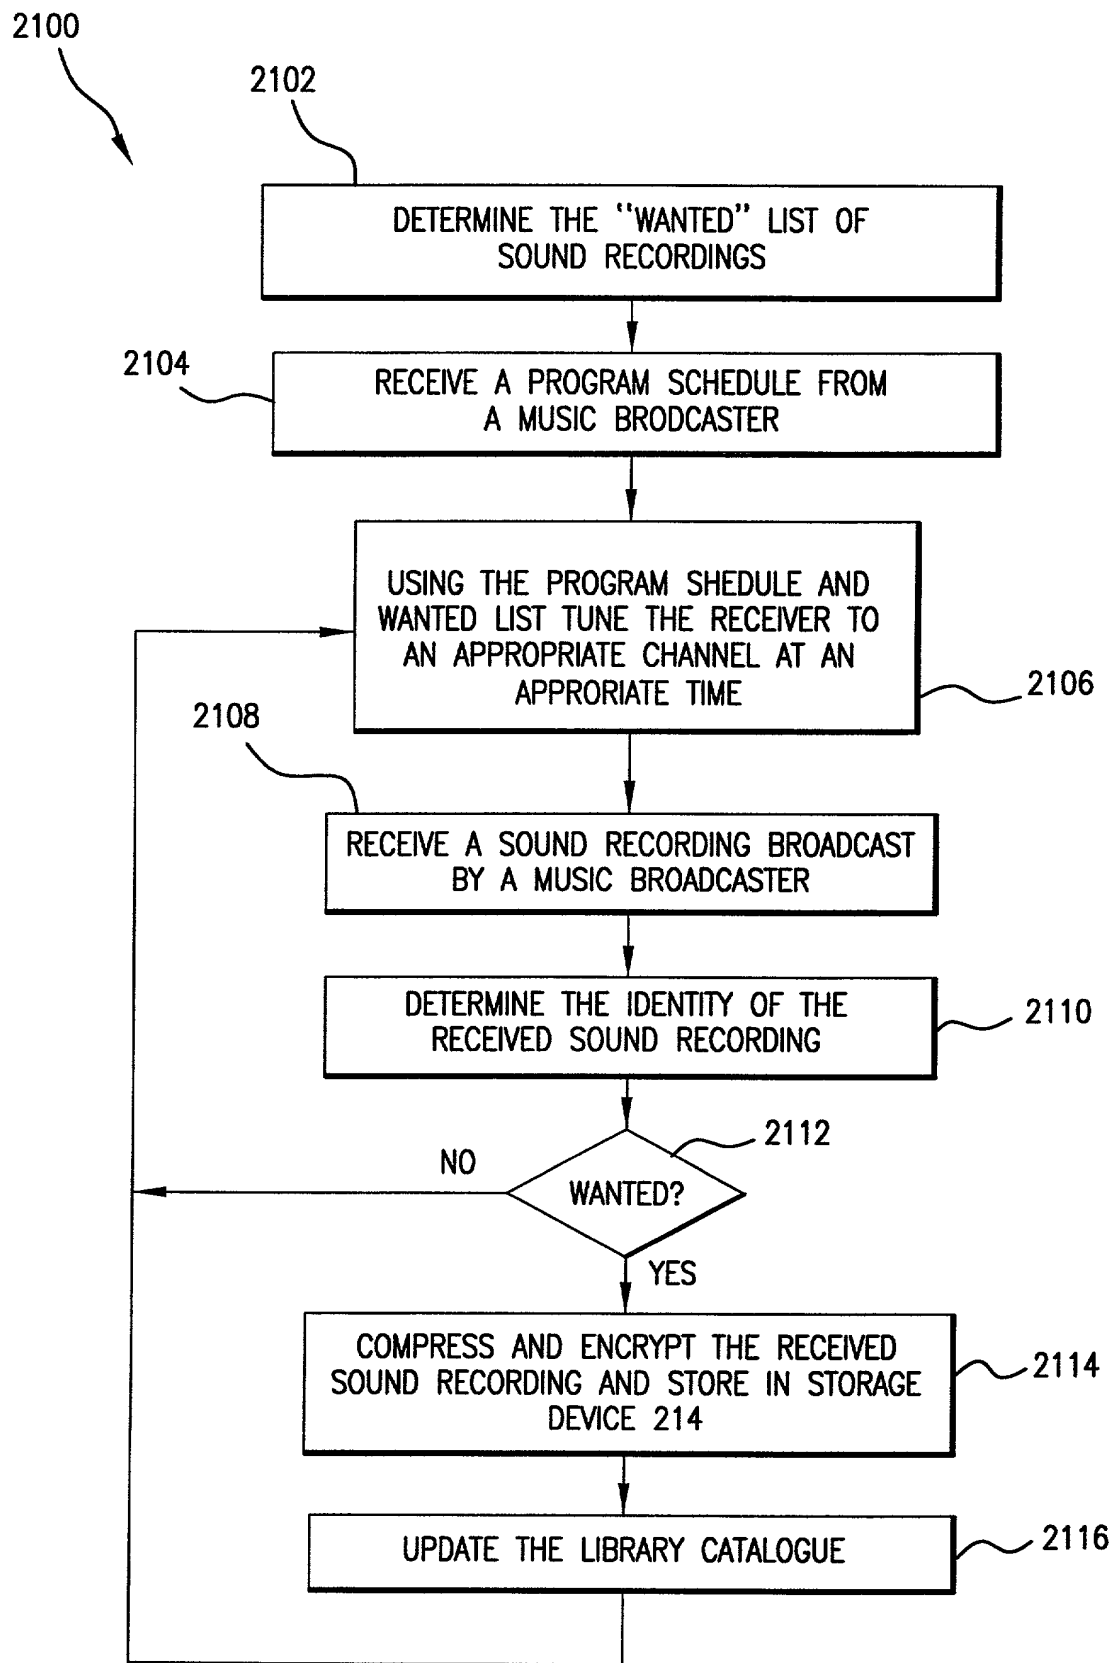 2100
2102
DETERMINE THE "WANTED" LIST OF
SOUND RECORDINGS
2104
RECEIVE A PROGRAM SCHEDULE FROM
A MUSIC BRODCASTER
USING THE PROGRAM SHEDULE AND
WANTED LIST TUNE THE RECEIVER TO
AN APPROPRIATE CHANNEL AT AN
APPRORIATE TIME
2106
2108
RECEIVE A SOUND RECORDING BROADCAST
BY A MUSIC BROADCASTER
DETERMINE THE IDENTITY OF THE
RECEIVED SOUND RECORDING
2110
2112
NO
WANTED?
YES
COMPRESS AND ENCRYPT THE RECEIVED
SOUND RECORDING AND STORE IN STORAGE
DEVICE 214
2114
UPDATE THE LIBRARY CATALOGUE
2116